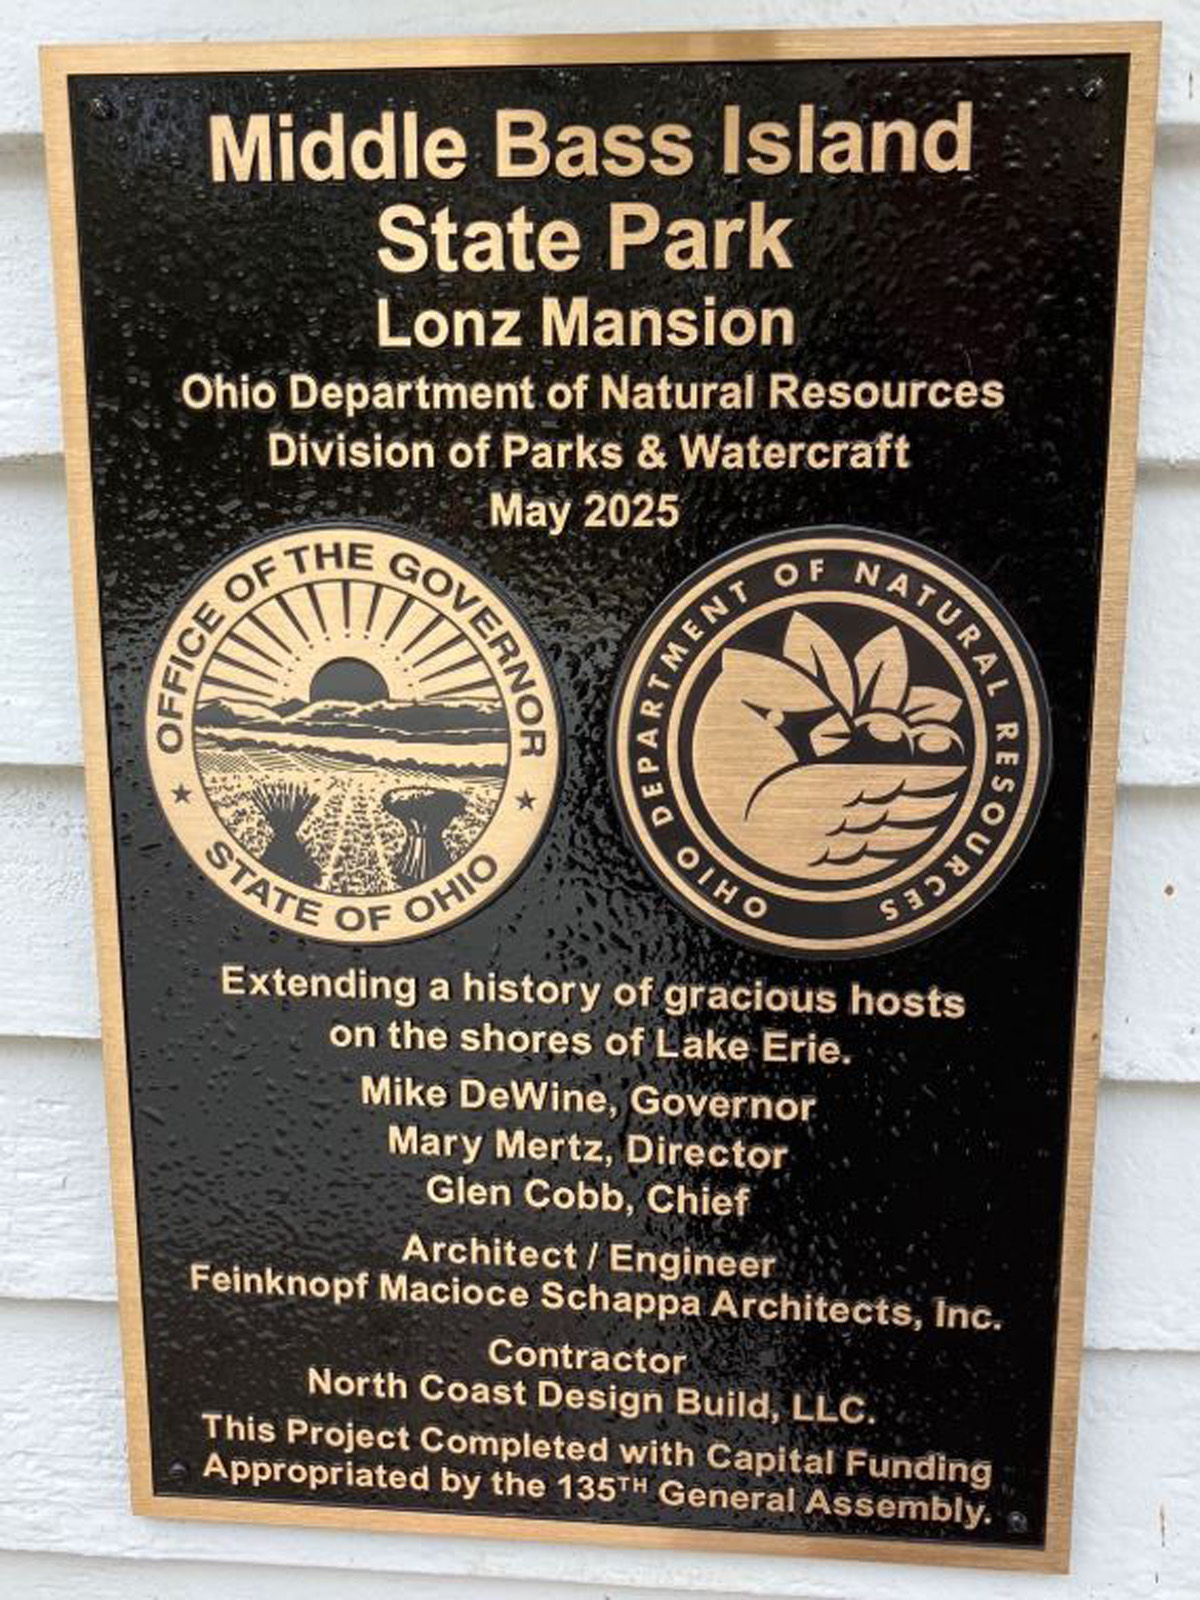 Middle Bass Island
State Park
Lonz Mansion
Ohio Department of Natural Resources
Division of Parks & Watercraft
May 2025
OFFICE OF THE GOVERNOR
STATE OF OHIO
OHIO DEPARTMENT OF NATURAL RESOURCES
Extending a history of gracious hosts
on the shores of Lake Erie.
Mike DeWine, Governor
Mary Mertz, Director
Glen Cobb, Chief
Architect / Engineer
Feinknopf Macioce Schappa Architects, Inc.
Contractor
North Coast Design Build, LLC.
This Project Completed with Capital Funding
Appropriated by the 135TH General Assembly.